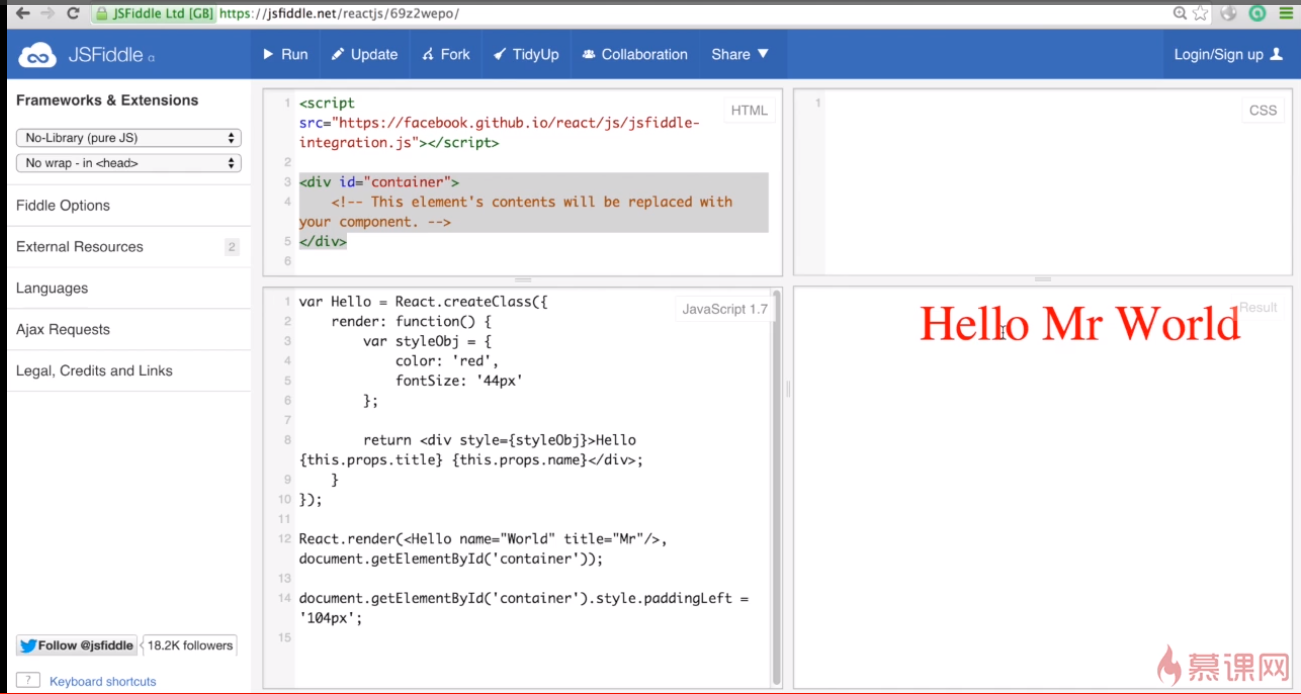 JSFiddle Ltd [GB] https://jsfiddle.net/reactjs/69z2wepo/
JSFiddle α
Run
Update
Fork
TidyUp
Collaboration
Share
Login/Sign up
Frameworks & Extensions
No-Library (pure JS)
No wrap - in <head>
Fiddle Options
External Resources 2
Languages
Ajax Requests
Legal, Credits and Links
Follow @jsfiddle 18.2K followers
? Keyboard shortcuts
HTML
1 <script
src="https://facebook.github.io/react/js/jsfiddle-
integration.js"></script>
2
3 <div id="container">
4 <!-- This element's contents will be replaced with
your component. -->
5 </div>
6
CSS
1
JavaScript 1.7
1 var Hello = React.createClass({
2 render: function() {
3 var styleObj = {
4 color: 'red',
5 fontSize: '44px'
6 };
7
8 return <div style={styleObj}>Hello
{this.props.title} {this.props.name}</div>;
9 }
10 });
11
12 React.render(<Hello name="World" title="Mr"/>,
document.getElementById('container'));
13
14 document.getElementById('container').style.paddingLeft =
'104px';
15
Result
Hello Mr World
慕课网